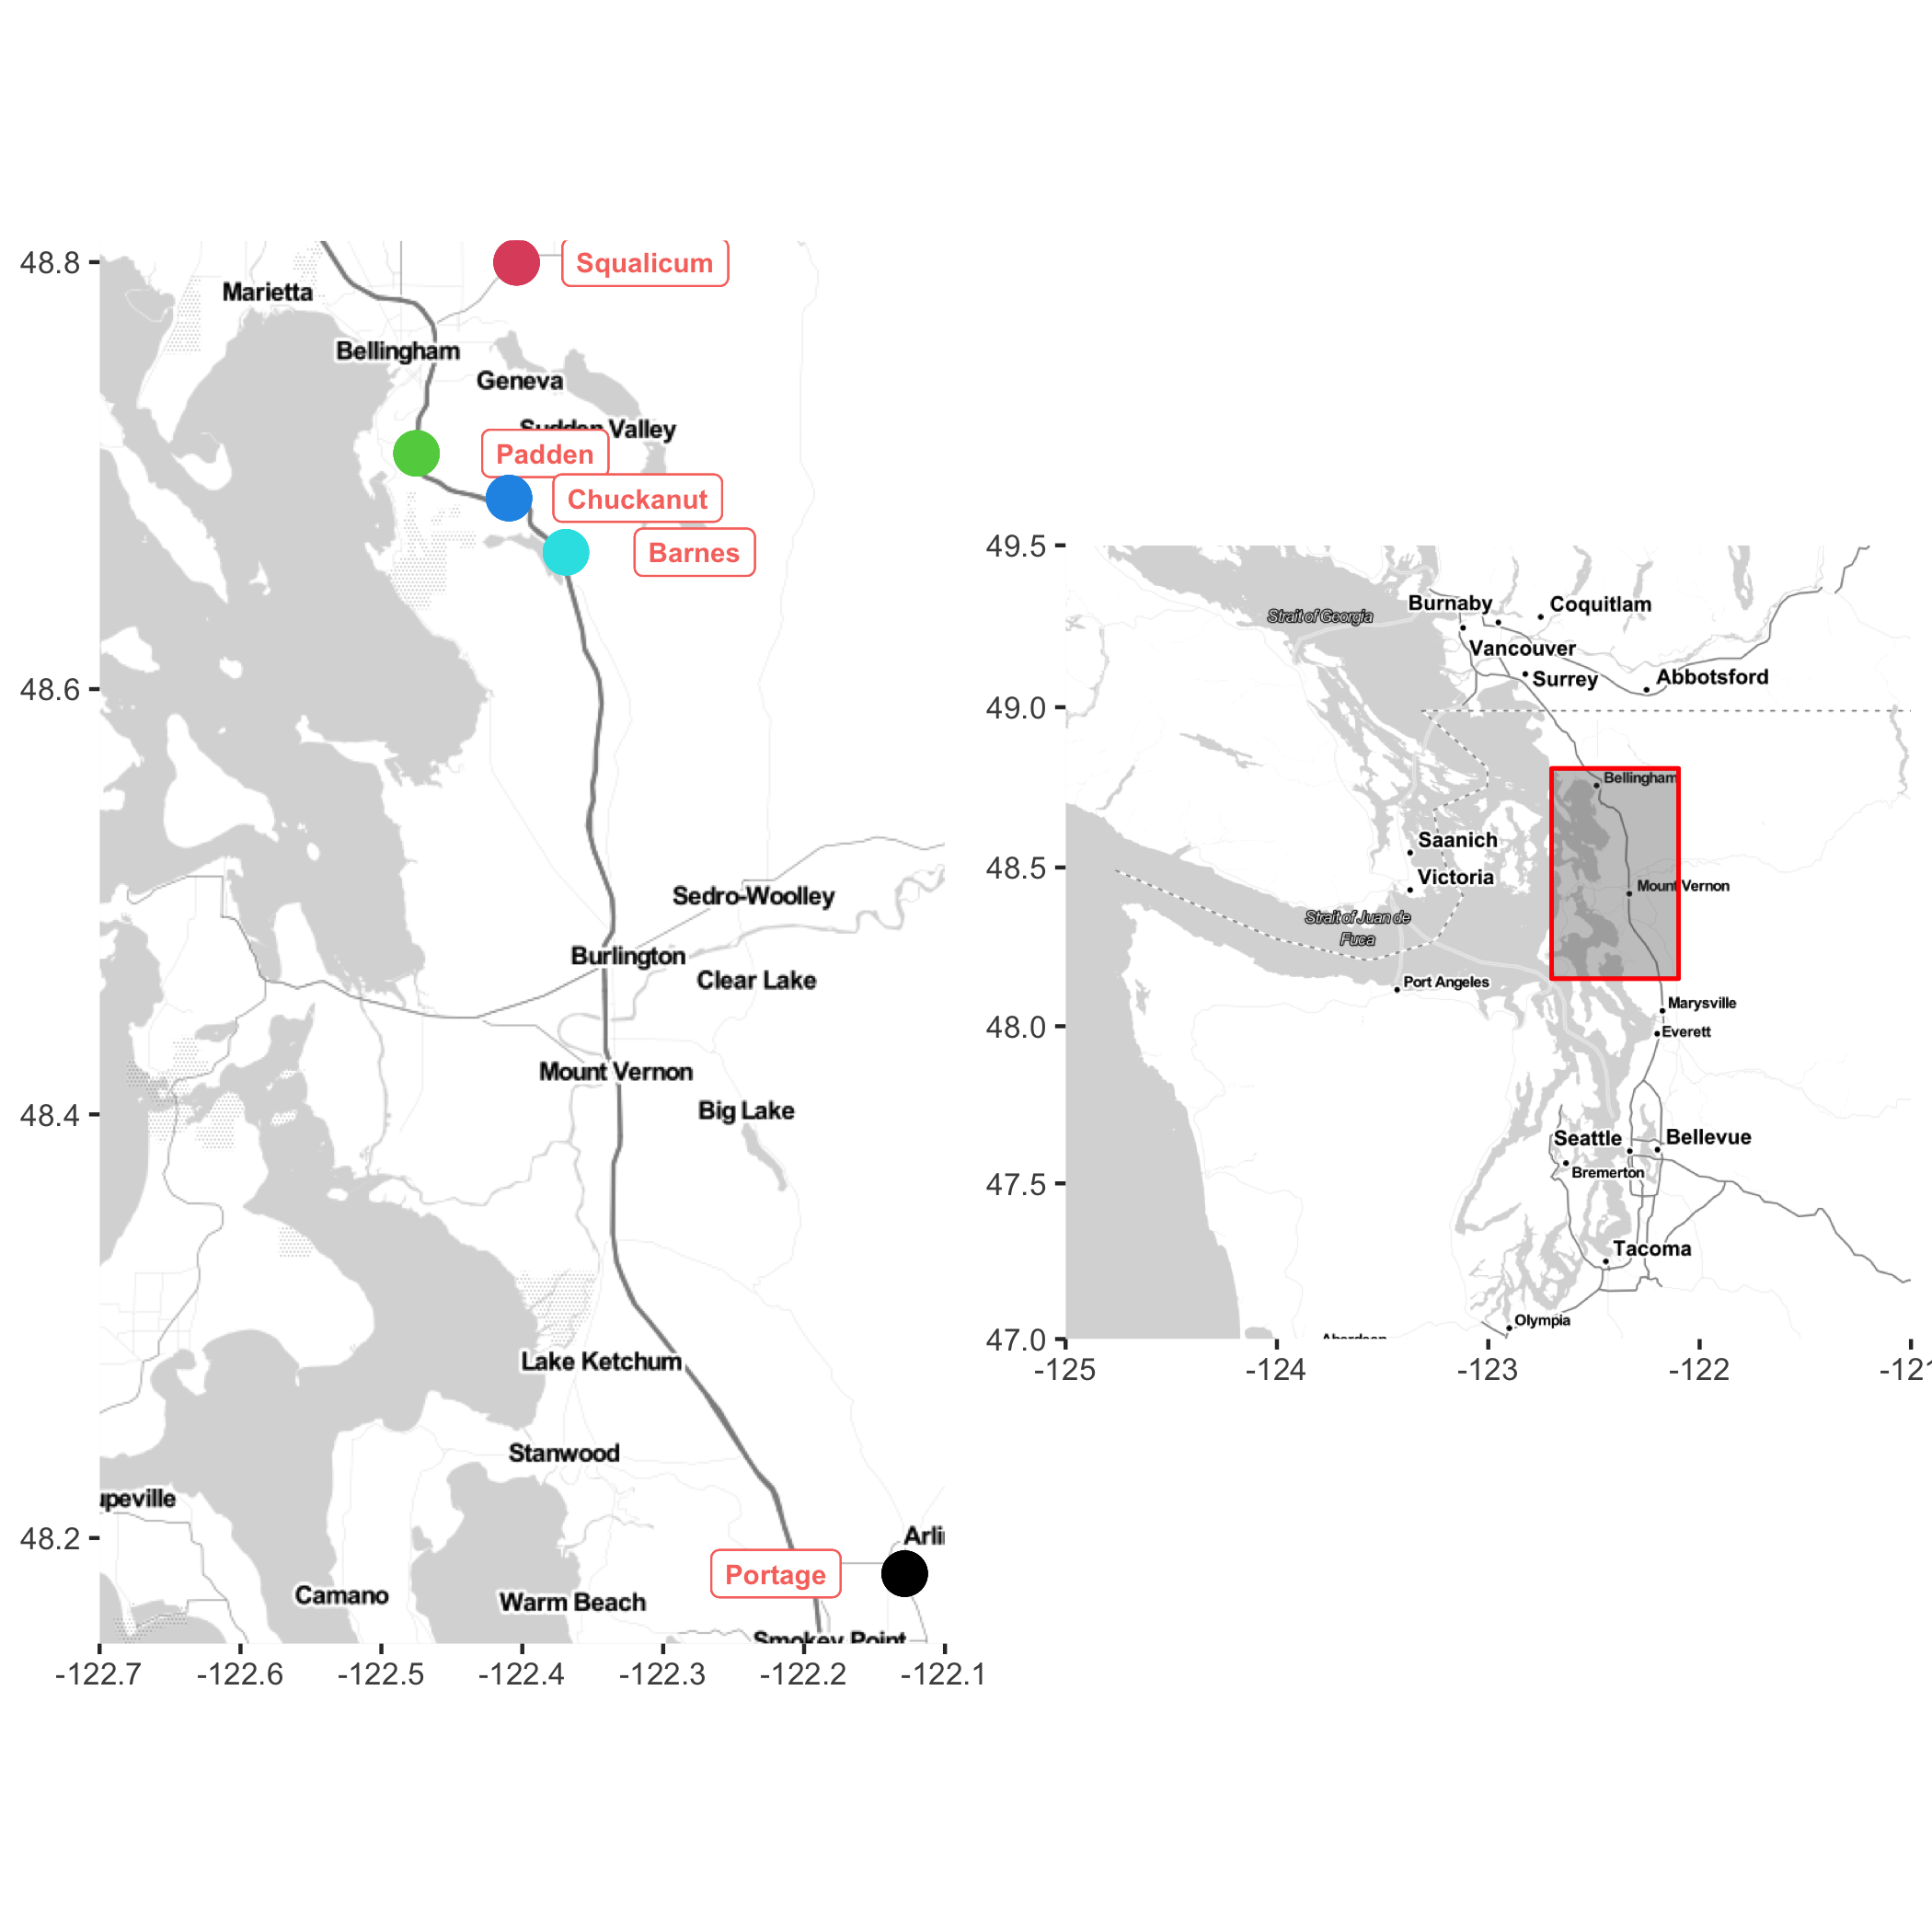 48.8
48.6
48.4
48.2
-122.7
-122.6
-122.5
-122.4
-122.3
-122.2
-122.1
Squalicum
Marietta
Bellingham
Geneva
Sudden Valley
Padden
Chuckanut
Barnes
Sedro-Woolley
Burlington
Clear Lake
Mount Vernon
Big Lake
Lake Ketchum
Stanwood
upeville
Arli
Portage
Camano
Warm Beach
Smokey Point
49.5
49.0
48.5
48.0
47.5
47.0
-125
-124
-123
-122
-121
Strait of Georgia
Burnaby
Coquitlam
Vancouver
Surrey
Abbotsford
Bellingham
Saanich
Victoria
Mount Vernon
Strait of Juan de
Fuca
Port Angeles
Marysville
Everett
Seattle
Bellevue
Bremerton
Tacoma
Olympia
Aberdeen